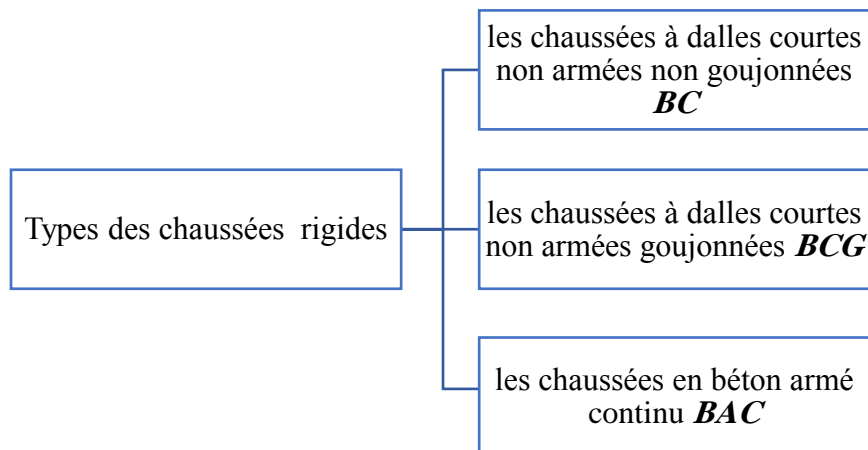 les chaussées à dalles courtes
non armées non goujonnées
BC
Types des chaussées rigides
les chaussées à dalles courtes
non armées goujonnées BCG
les chaussées en béton armé
continu BAC